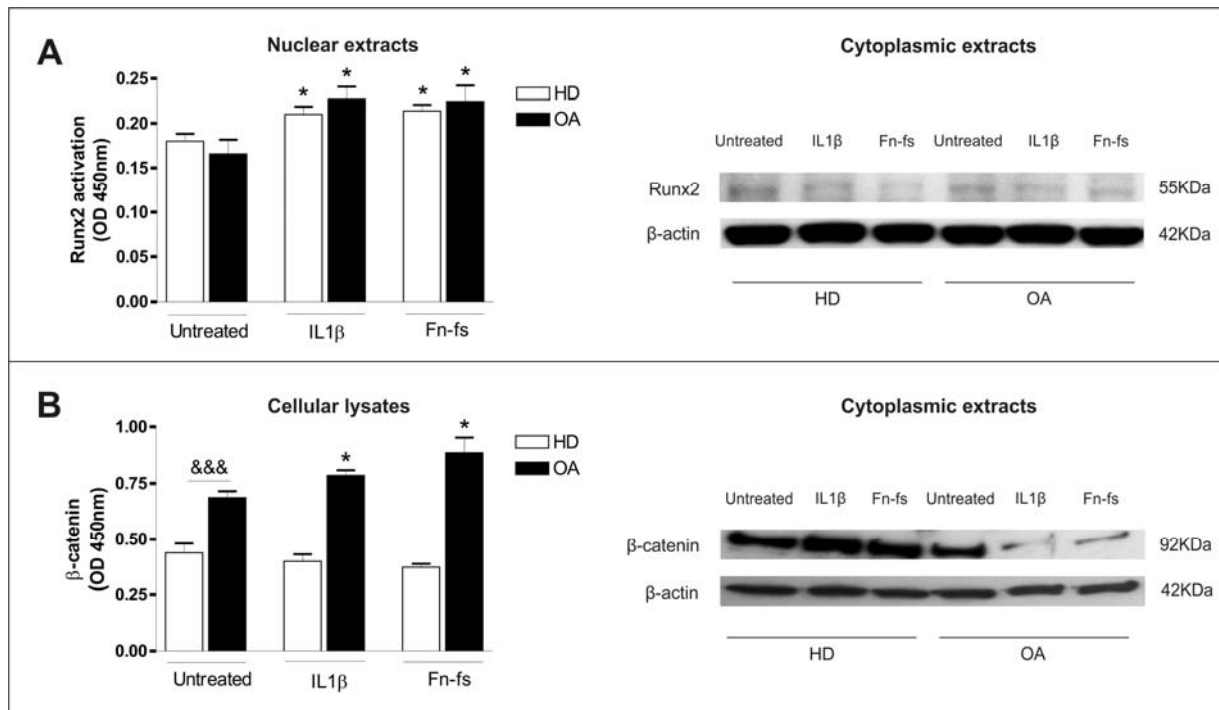 A
Nuclear extracts
Runx2 activation
(OD 450nm)
0.25
0.20
0.15
0.10
0.05
0.00
* * * *
HD
OA
Untreated IL1β Fn-fs
Cytoplasmic extracts
Untreated IL1β Fn-fs Untreated IL1β Fn-fs
Runx2 55KDa
β-actin 42KDa
HD OA
B
Cellular lysates
β-catenin
(OD 450nm)
1.00
0.75
0.50
0.25
0.00
&&& * *
HD
OA
Untreated IL1β Fn-fs
Cytoplasmic extracts
Untreated IL1β Fn-fs Untreated IL1β Fn-fs
β-catenin 92KDa
β-actin 42KDa
HD OA